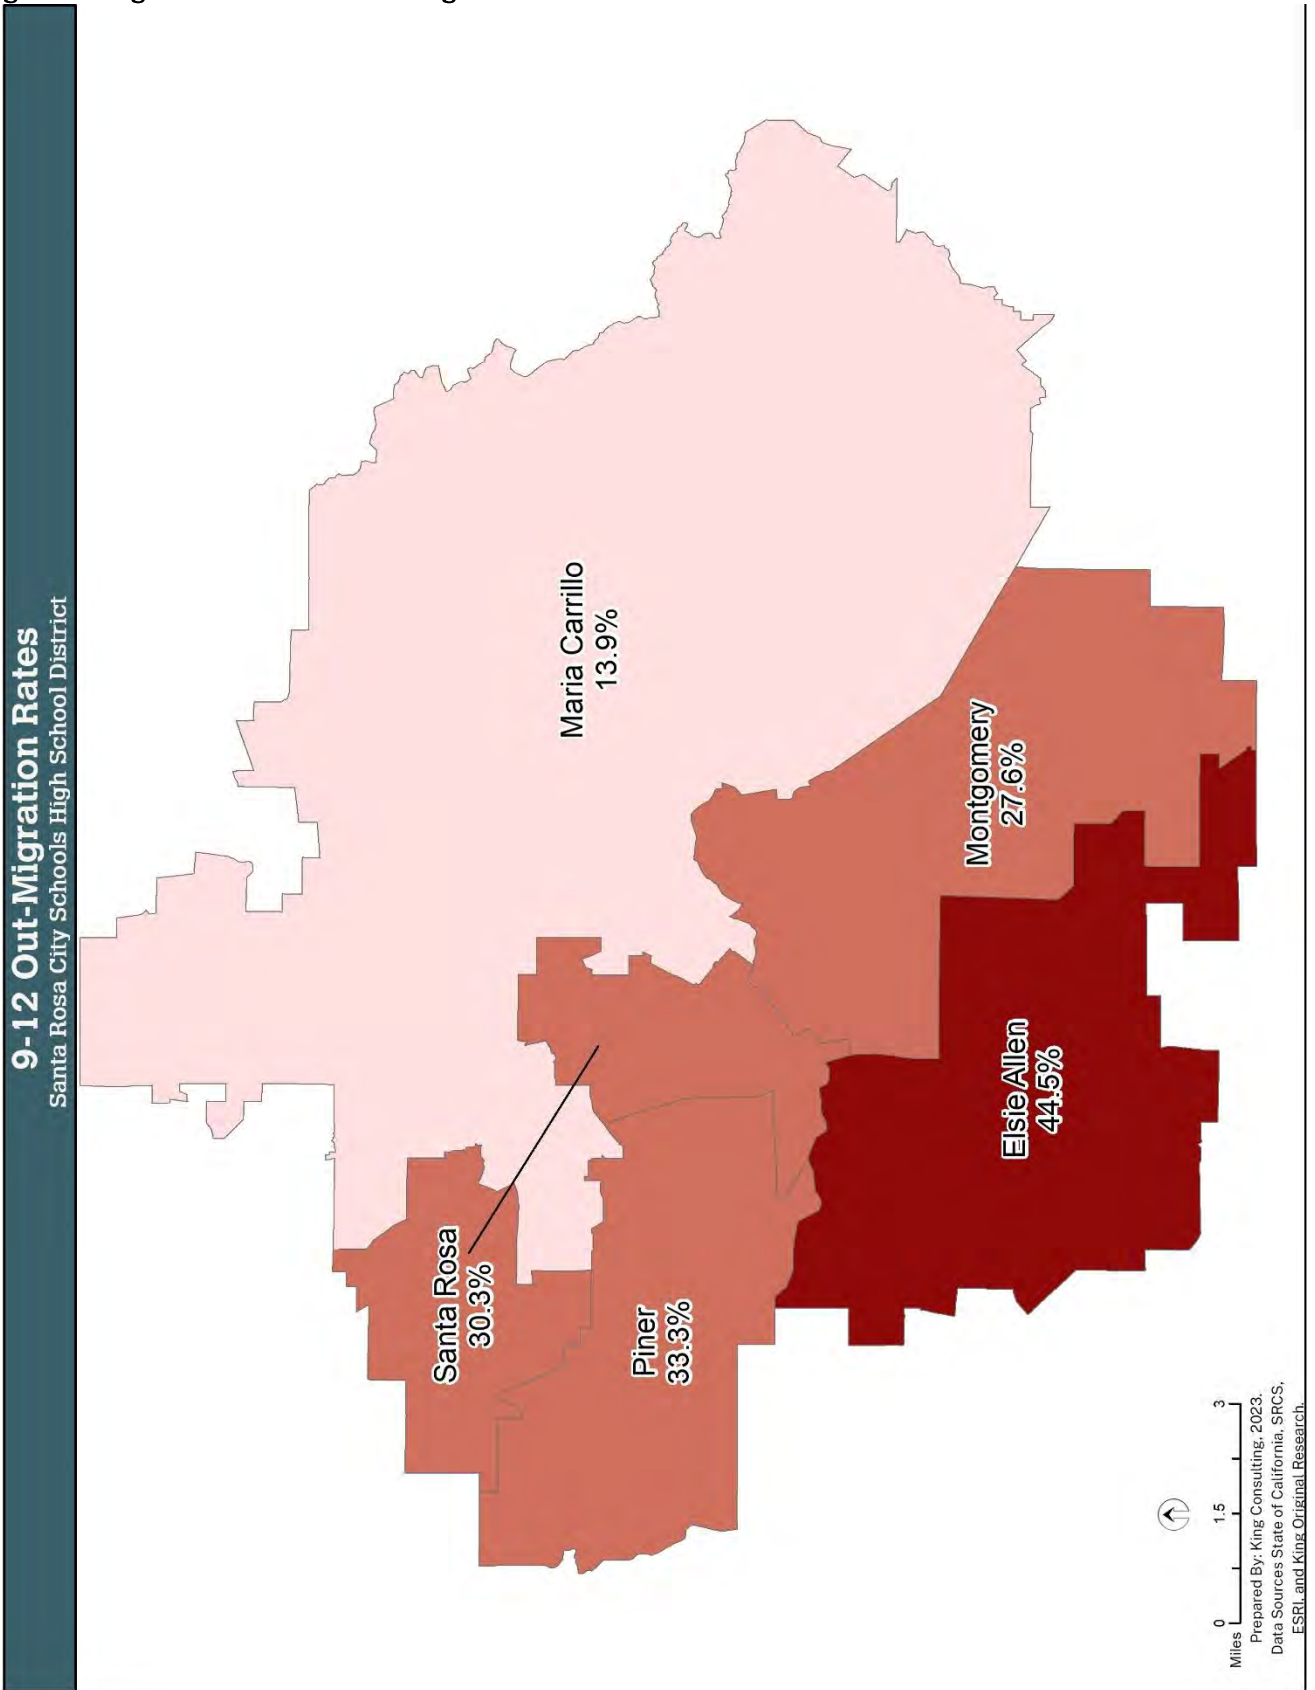 9-12 Out-Migration Rates
Santa Rosa City Schools High School District
Maria Carrillo
13.9%
Santa Rosa
30.3%
Piner
33.3%
Montgomery
27.6%
Elsie Allen
44.5%
0 1.5 3
Miles
Prepared By: King Consulting, 2023.
Data Sources State of California, SRCS,
ESRI, and King Original Research.